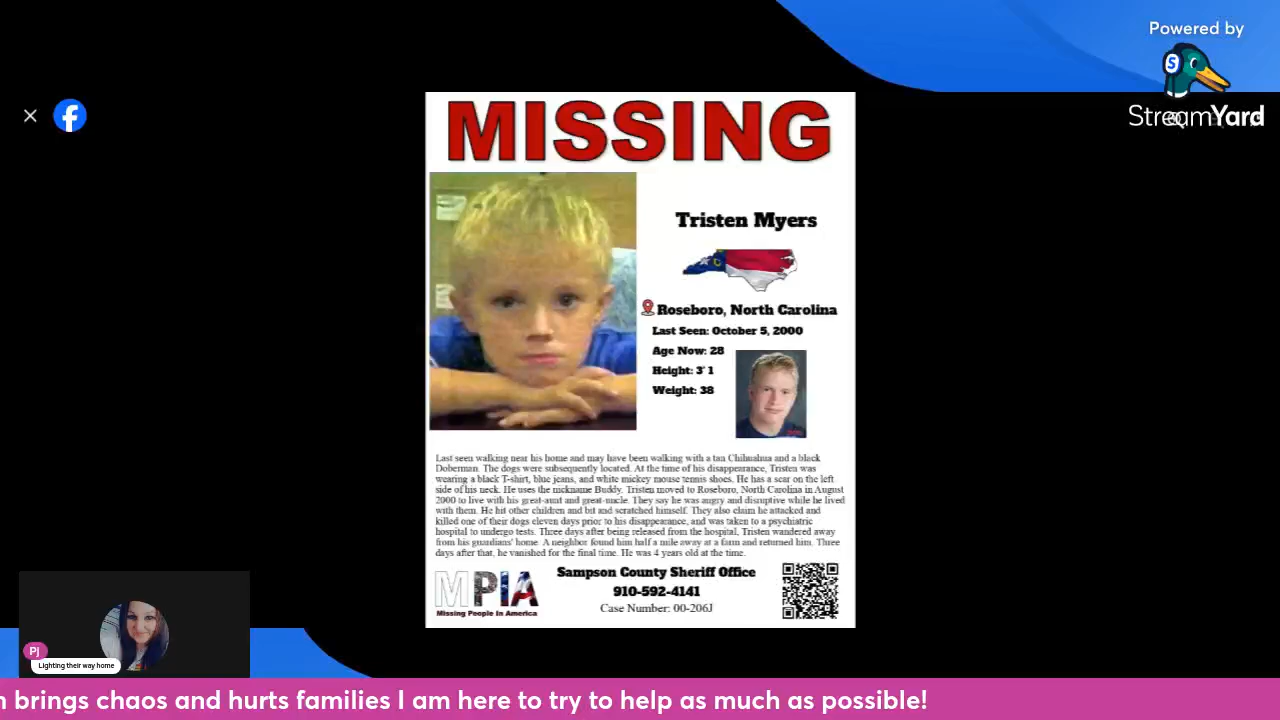 Powered by
StreamYard
MISSING
Tristen Myers
Roseboro, North Carolina
Last Seen: October 5, 2000
Age Now: 28
Height: 3' 1
Weight: 38
Last seen walking near his home and may have been walking with a tan Chihuahua and a black
Doberman. The dogs were subsequently located. At the time of his disappearance, Tristen was
wearing a black T-shirt, blue jeans, and white mickey mouse tennis shoes. He has a scar on the left
side of his neck. He uses the nickname Buddy. Tristen moved to Roseboro, North Carolina in August
2000 to live with his great-aunt and great-uncle. They say he was angry and disruptive while he lived
with them. He hit other children and bit and scratched himself. They also claim he attacked and
killed one of their dogs eleven days prior to his disappearance, and was taken to a psychiatric
hospital to undergo tests. Three days after being released from the hospital, Tristen wandered away
from his guardians' home. A neighbor found him half a mile away at a farm and returned him. Three
days after that, he vanished for the final time. He was 4 years old at the time.
MPIA
Missing People In America
Sampson County Sheriff Office
910-592-4141
Case Number: 00-206J
Pj
Lighting their way home
brings chaos and hurts families I am here to try to help as much as possible!